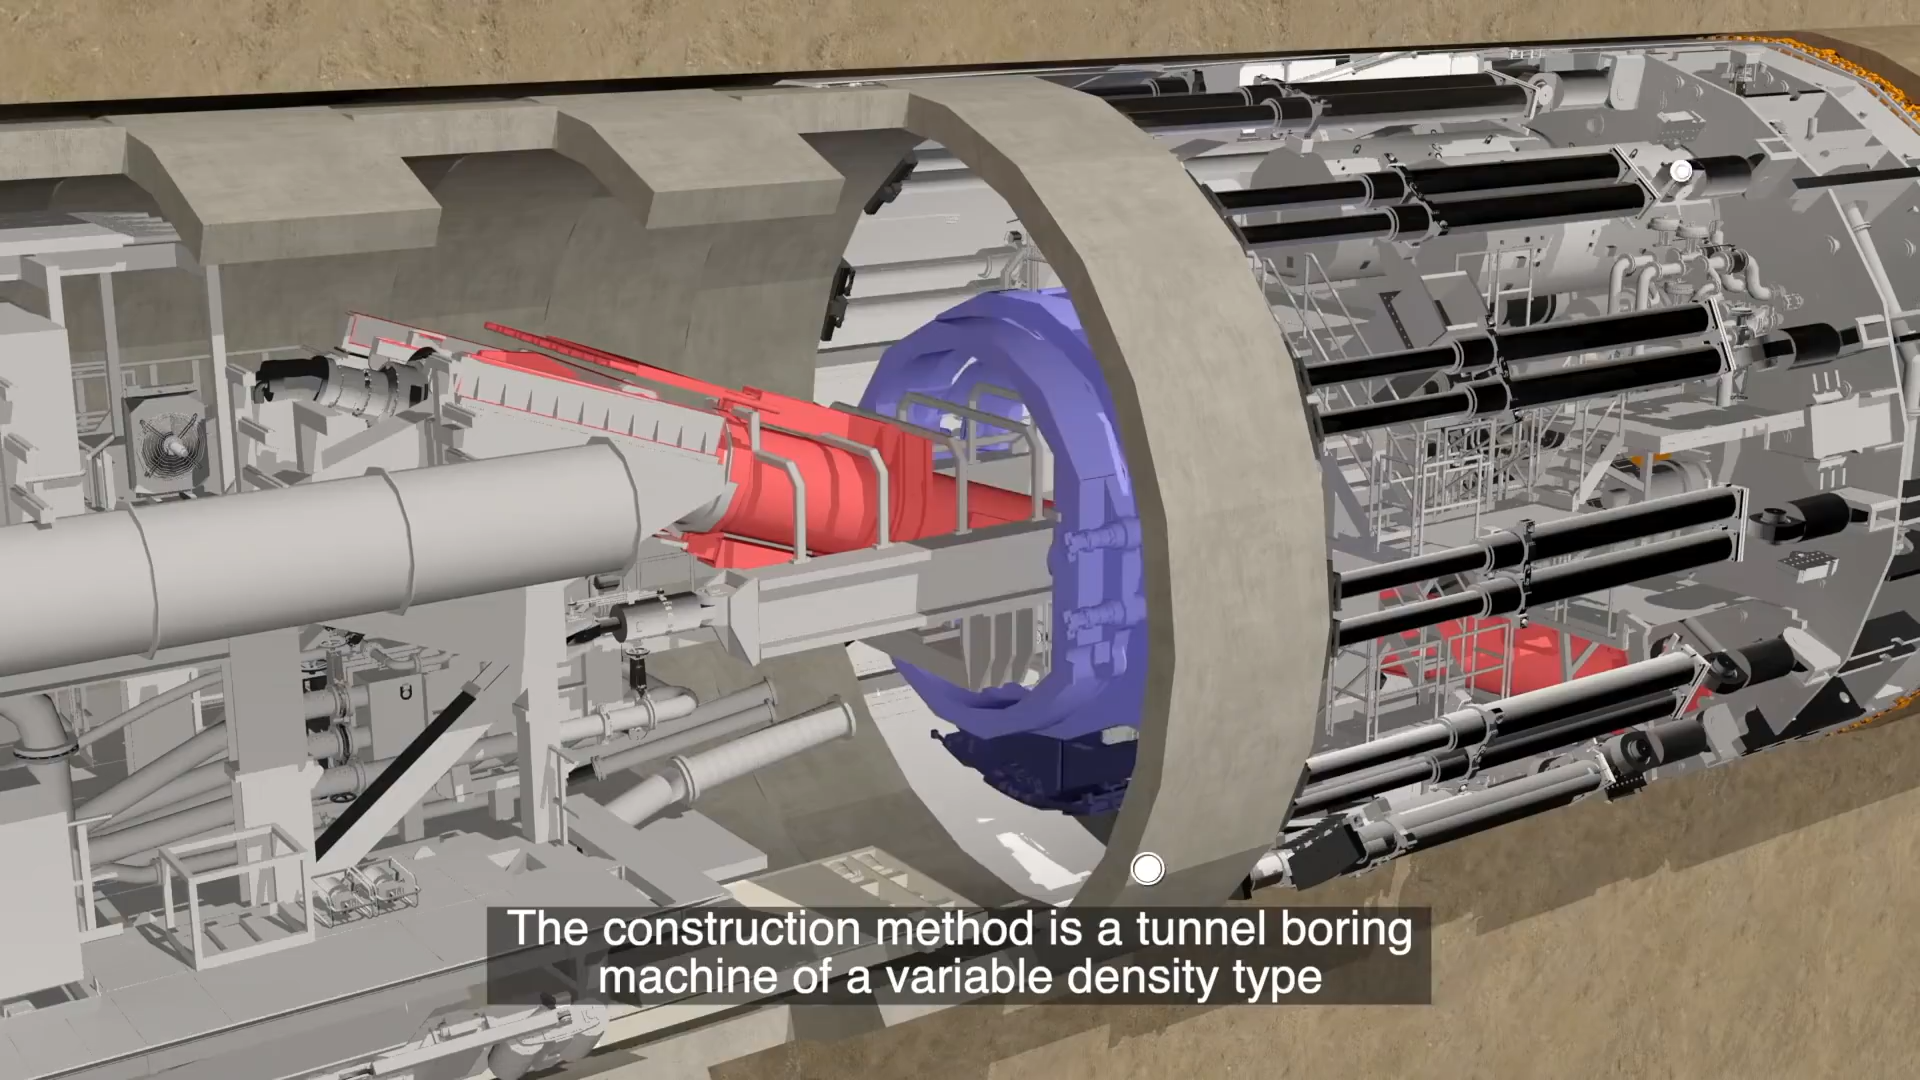 The construction method is a tunnel boring
machine of a variable density type